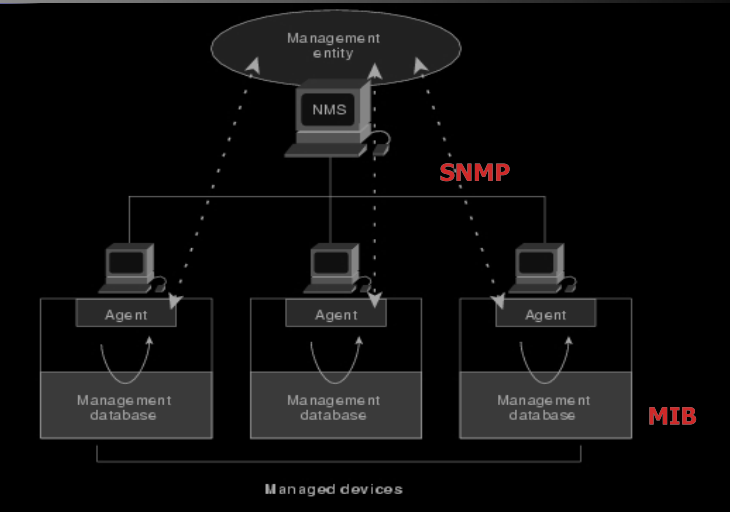 Management
entity
NMS
SNMP
Agent
Agent
Agent
Management
database
Management
database
Management
database
MIB
Managed devices